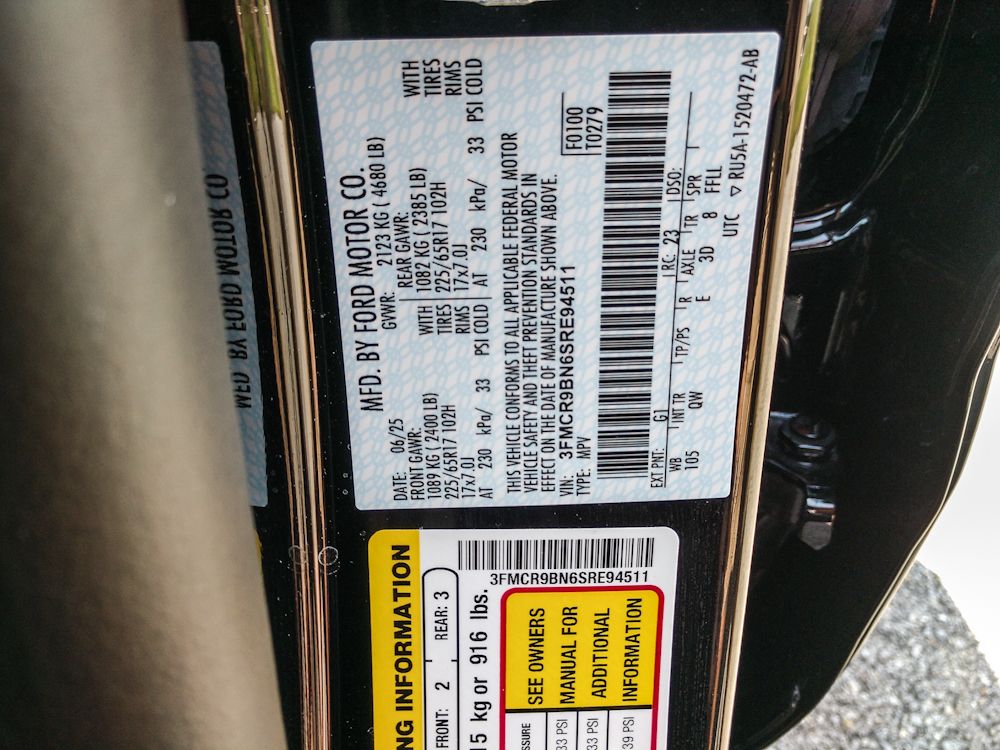 MFD. BY FORD MOTOR CO.
DATE: 06/25 GVWR: 2123 KG ( 4680 LB)
FRONT GAWR: REAR GAWR:
1089 KG ( 2400 LB) WITH 1082 KG ( 2385 LB) WITH
225/65R17 102H TIRES 225/65R17 102H TIRES
17x7.0J RIMS 17x7.0J RIMS
AT 230 kPa/ 33 PSI COLD AT 230 kPa/ 33 PSI COLD
THIS VEHICLE CONFORMS TO ALL APPLICABLE FEDERAL MOTOR
VEHICLE SAFETY AND THEFT PREVENTION STANDARDS IN
EFFECT ON THE DATE OF MANUFACTURE SHOWN ABOVE.
VIN: 3FMCR9BN6SRE94511
TYPE: MPV
F0100
T0279
EXT PNT: G1 RC: 23 DSO:
WB INT TR TP/PS R AXLE TR SPR
105 QW E 3D 8 FFLL
UTC ▽ RU5A-1520472-AB
MFD. BY FORD MOTOR CO
3FMCR9BN6SRE94511
NG INFORMATION
FRONT: 2 REAR: 3
15 kg or 916 lbs.
SSURE
33 PSI
33 PSI
39 PSI
SEE OWNERS
MANUAL FOR
ADDITIONAL
INFORMATION